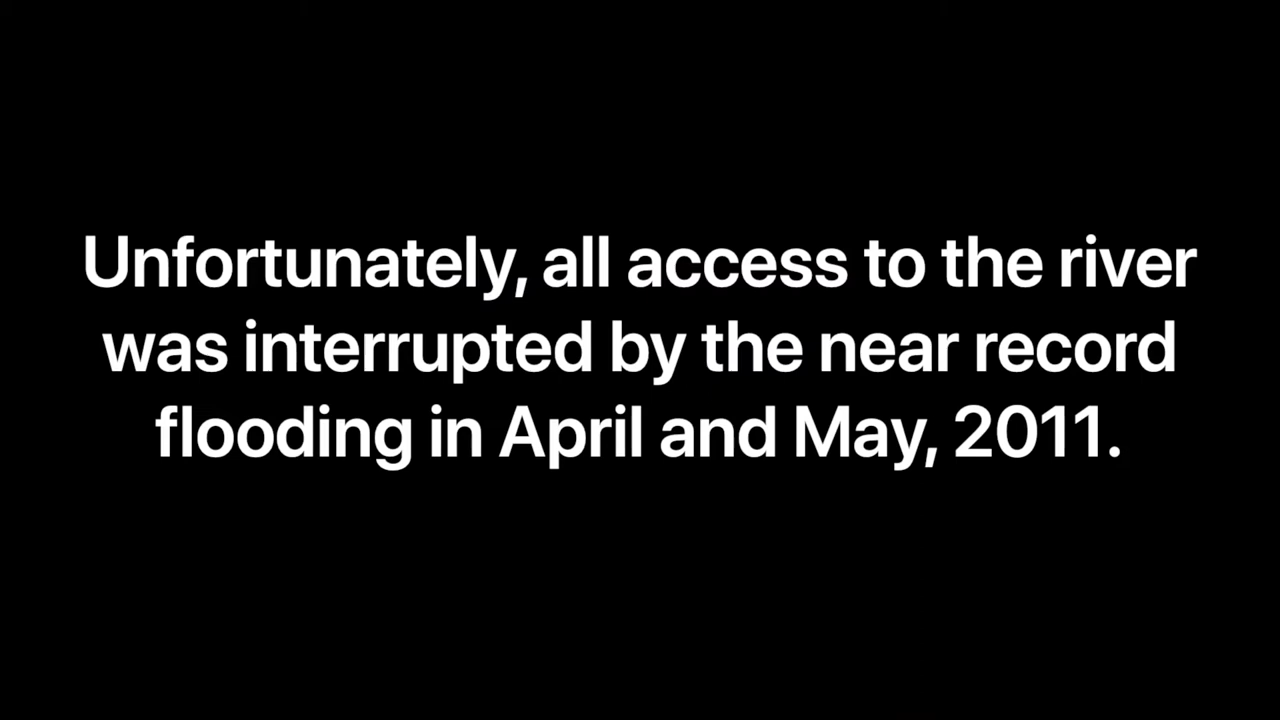 Unfortunately, all access to the river
was interrupted by the near record
flooding in April and May, 2011.